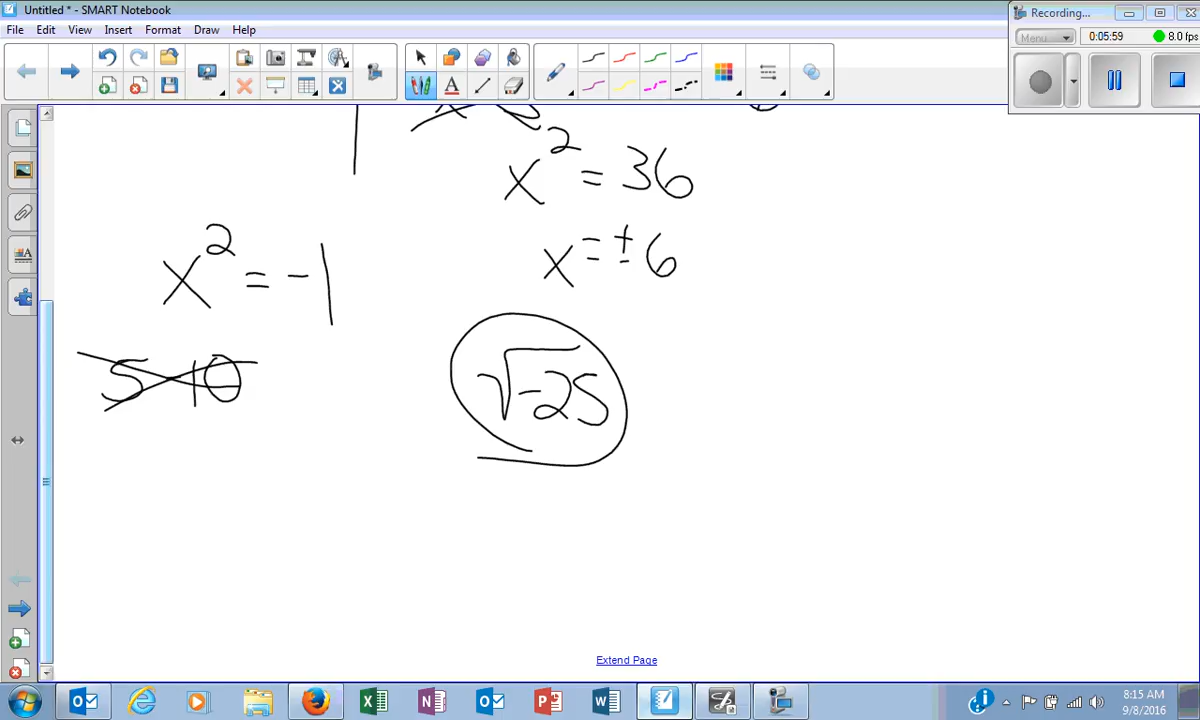 Untitled * - SMART Notebook
Recording...
File Edit View Insert Format Draw Help
Menu
0:05:59
8.0 fps
x² = 36
x² = -1
x = ± 6
5-10
√-25
Extend Page
8:15 AM
9/8/2016